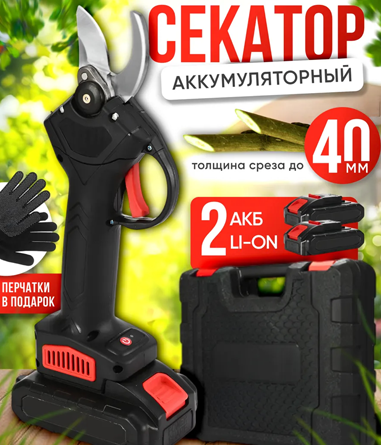 СЕКАТОР
АККУМУЛЯТОРНЫЙ
толщина среза до 40 ММ
2 АКБ
LI-ON
ПЕРЧАТКИ
В ПОДАРОК